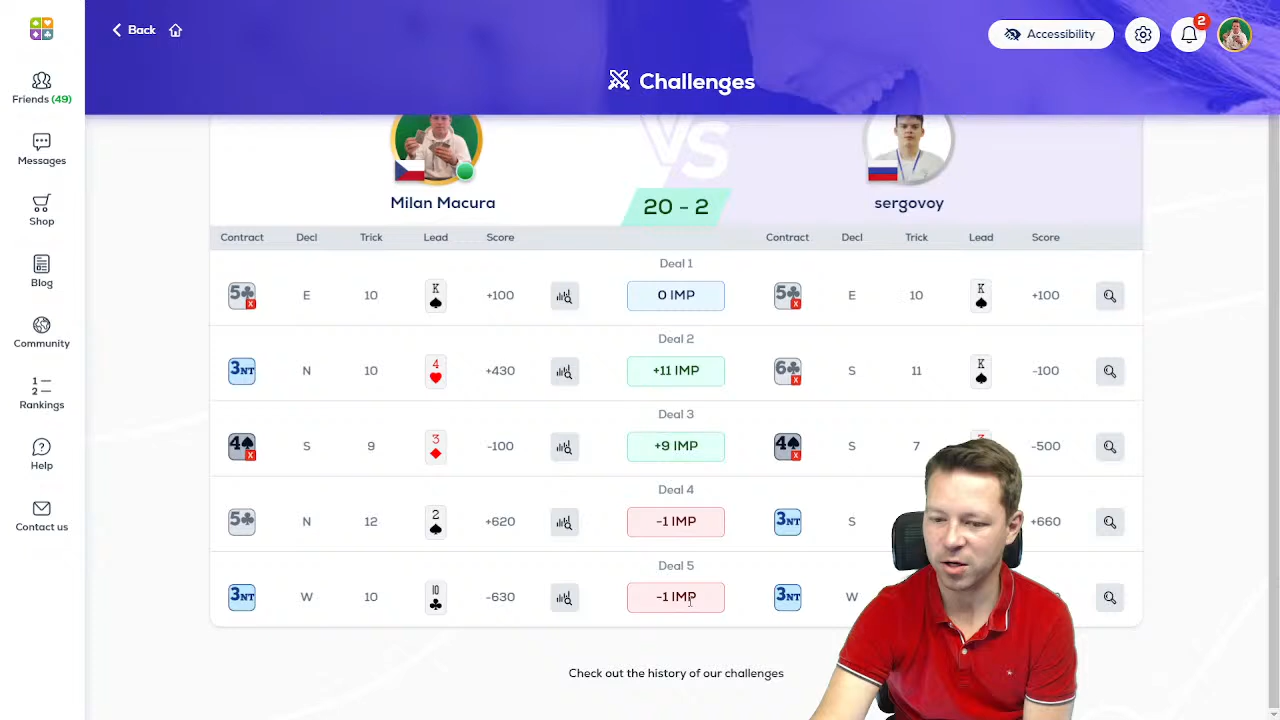 Back
Accessibility
2
Challenges
Friends (49)
Messages
Shop
Blog
Community
1
2
Rankings
Help
Contact us
VS
Milan Macura
20 - 2
sergovoy
Contract Decl Trick Lead Score Contract Decl Trick Lead Score
Deal 1
5♣ X E 10 K♠ +100 0 IMP 5♣ X E 10 K♠ +100
Deal 2
3NT N 10 4♥ +430 +11 IMP 6♣ X S 11 K♠ -100
Deal 3
4♠ X S 9 3♦ -100 +9 IMP 4♠ X S 7 -500
Deal 4
5♣ N 12 2♠ +620 -1 IMP 3NT S +660
Deal 5
3NT W 10 10♣ -630 -1 IMP 3NT W
Check out the history of our challenges